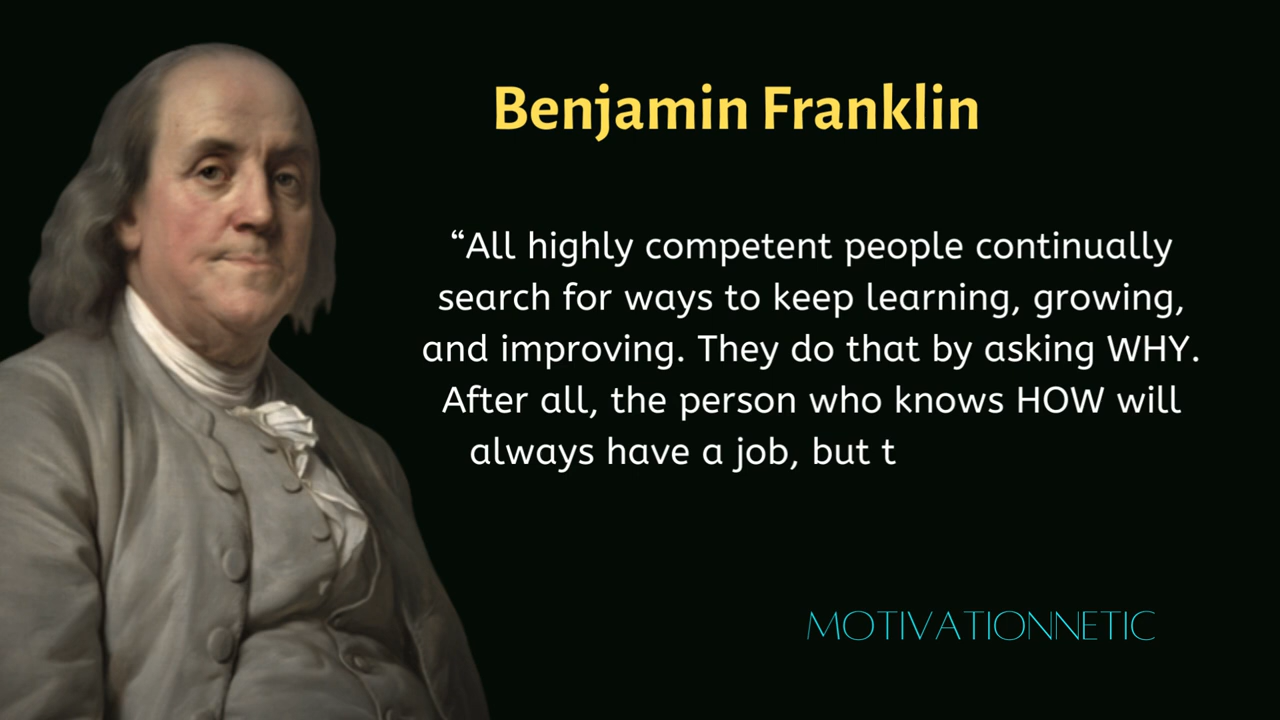 Benjamin Franklin
“All highly competent people continually
search for ways to keep learning, growing,
and improving. They do that by asking WHY.
After all, the person who knows HOW will
always have a job, but t
MOTIVATIONNETIC